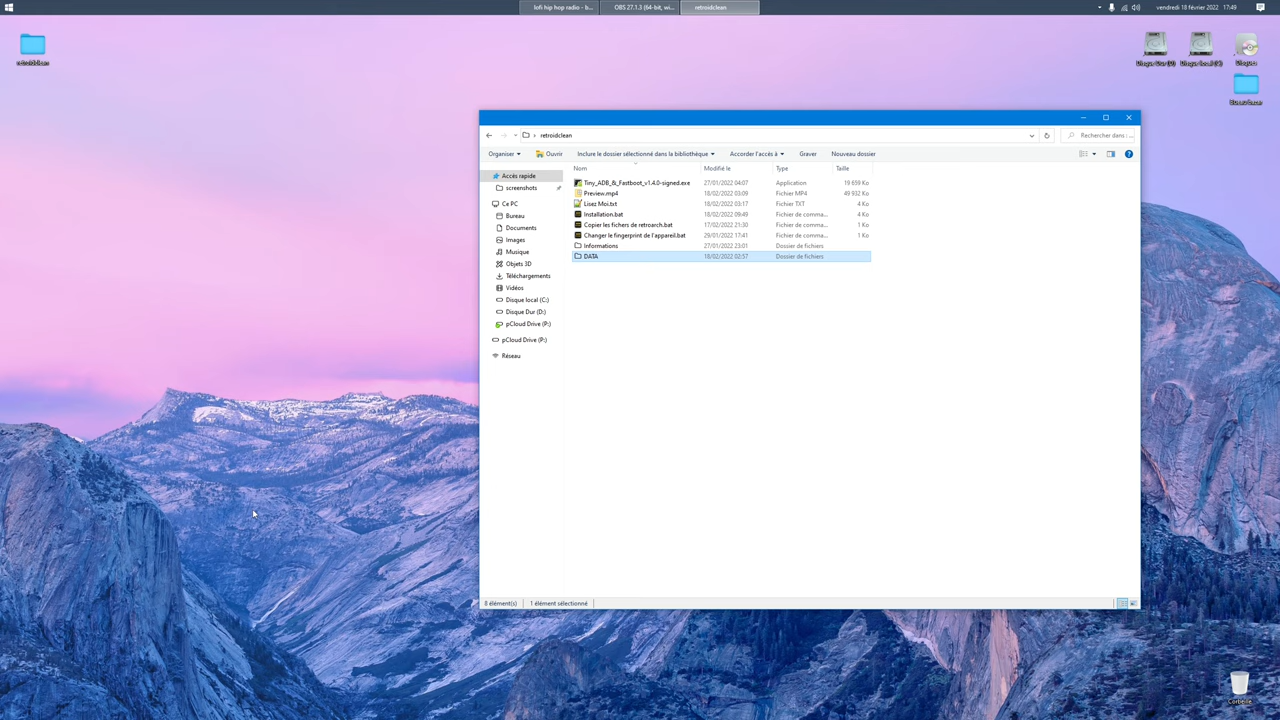 lofi hip hop radio - b...
OBS 27.1.3 (64-bit, wi...
retroidclean
vendredi 18 février 2022 17:49
retroidclean
Disque Dur (D)
Disque local (C)
Disques
retroidclean
Rechercher dans : ...
Organiser
Ouvrir
Inclure le dossier sélectionné dans la bibliothèque
Accorder l'accès à
Graver
Nouveau dossier
Nom
Modifié le
Type
Taille
Accès rapide
screenshots
Ce PC
Bureau
Documents
Images
Musique
Objets 3D
Téléchargements
Vidéos
Disque local (C:)
Disque Dur (D:)
pCloud Drive (P:)
pCloud Drive (P:)
Réseau
Tiny_ADB_&_Fastboot_v1.4.0-signed.exe 27/01/2022 04:07 Application 19 659 Ko
Preview.mp4 18/02/2022 03:09 Fichier MP4 49 932 Ko
Lisez Moi.txt 18/02/2022 03:17 Fichier TXT 4 Ko
Installation.bat 18/02/2022 09:49 Fichier de comma... 4 Ko
Copier les fichers de retroarch.bat 17/02/2022 21:30 Fichier de comma... 1 Ko
Changer le fingerprint de l'appareil.bat 29/01/2022 17:41 Fichier de comma... 1 Ko
Informations 27/01/2022 23:01 Dossier de fichiers
DATA 18/02/2022 02:57 Dossier de fichiers
8 élément(s)
1 élément sélectionné
Corbeille